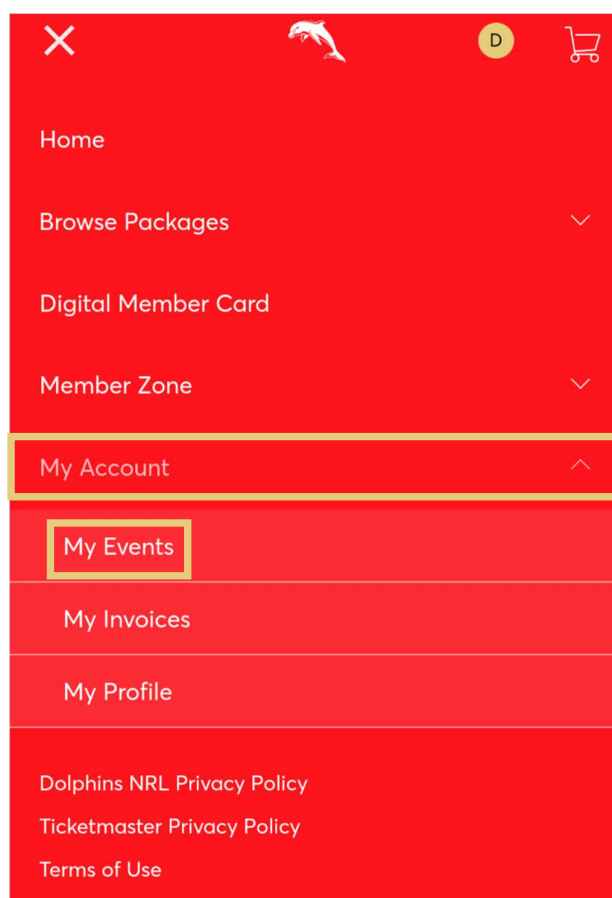 D
Home
Browse Packages
Digital Member Card
Member Zone
My Account
My Events
My Invoices
My Profile
Dolphins NRL Privacy Policy
Ticketmaster Privacy Policy
Terms of Use